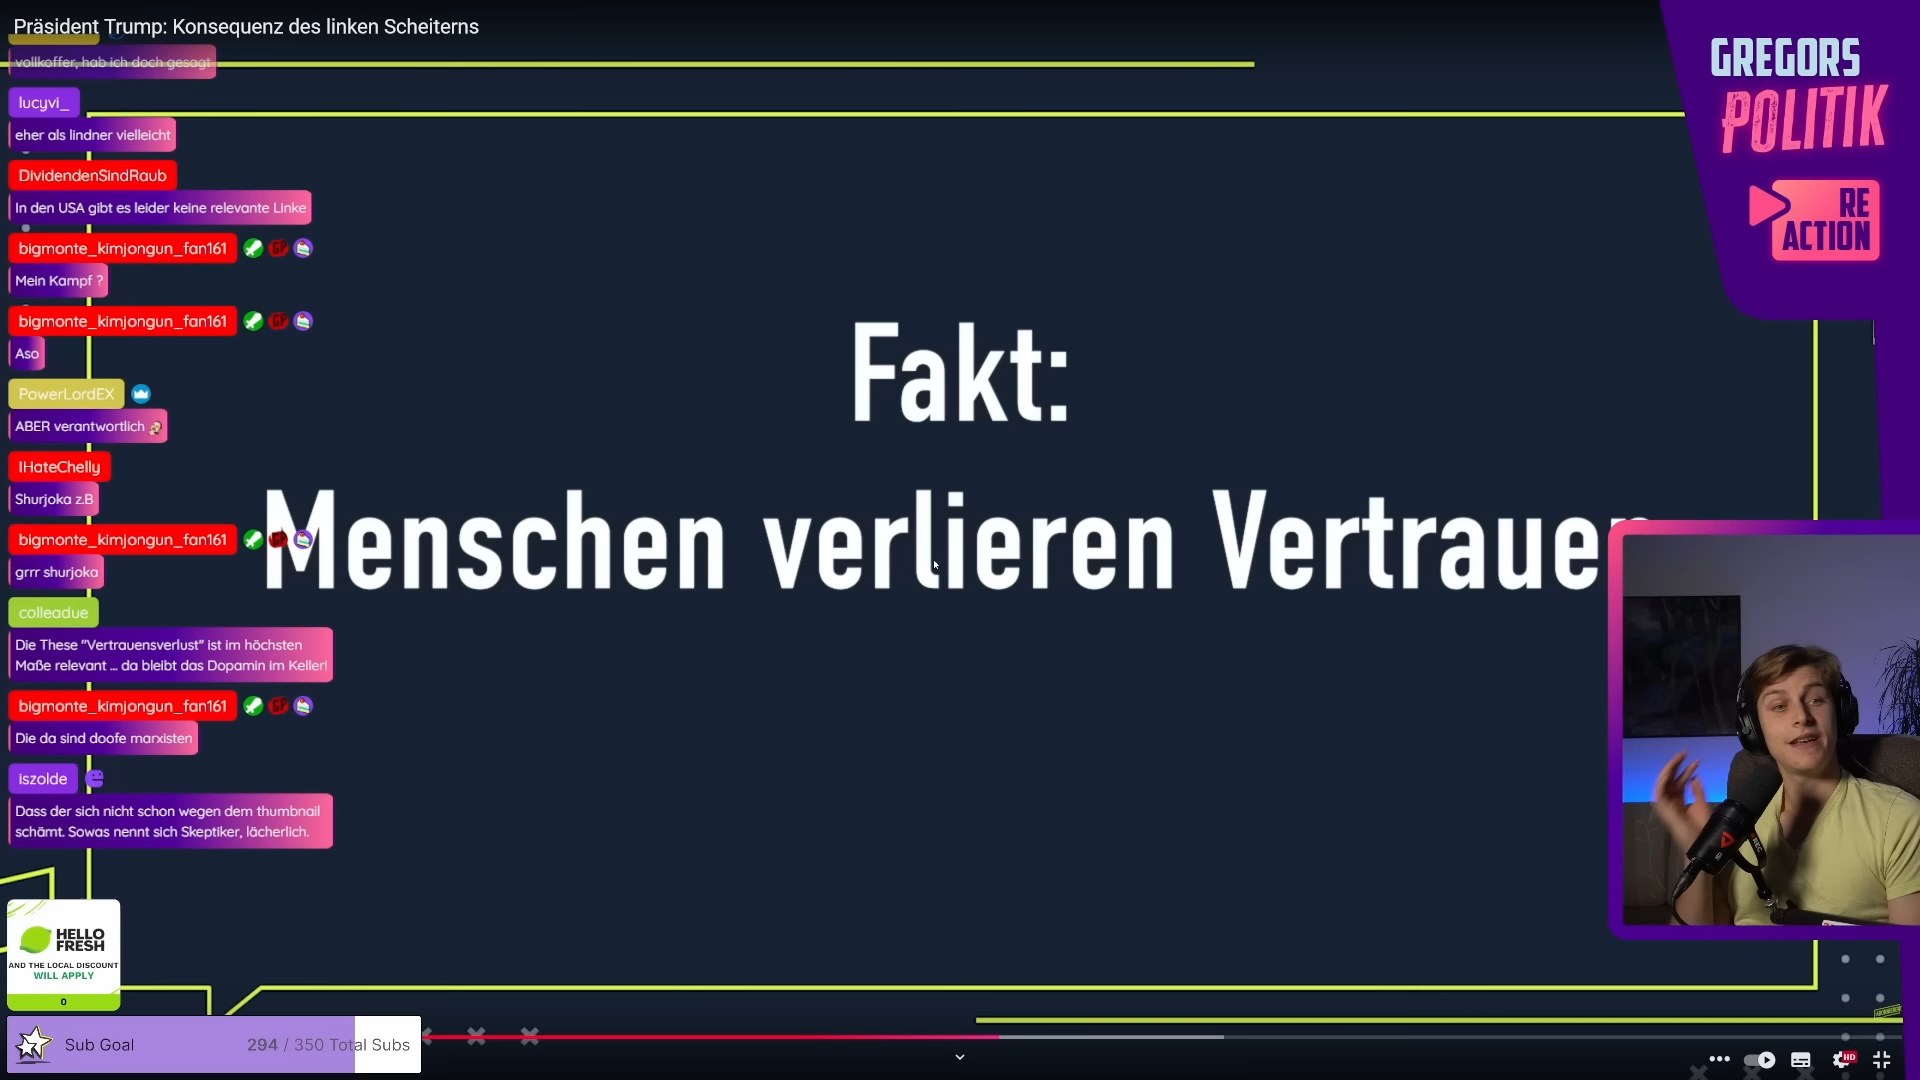 Präsident Trump: Konsequenz des linken Scheiterns
vollkoffer, hab ich doch gesagt
lucyvi_
eher als lindner vielleicht
DividendenSindRaub
In den USA gibt es leider keine relevante Linke
bigmonte_kimjongun_fan161
Mein Kampf ?
bigmonte_kimjongun_fan161
Aso
PowerLordEX
ABER verantwortlich
IHateChelly
Shurjoka z.B
bigmonte_kimjongun_fan161
grrr shurjoka
colleadue
Die These "Vertrauensverlust" ist im höchsten
Maße relevant ... da bleibt das Dopamin im Keller!
bigmonte_kimjongun_fan161
Die da sind doofe marxisten
iszolde
Dass der sich nicht schon wegen dem thumbnail
schämt. Sowas nennt sich Skeptiker, lächerlich.
HELLO
FRESH
AND THE LOCAL DISCOUNT
WILL APPLY
0
Sub Goal
294 / 350 Total Subs
Fakt:
Menschen verlieren Vertrauen
GREGORS
POLITIK
RE
ACTION
HD